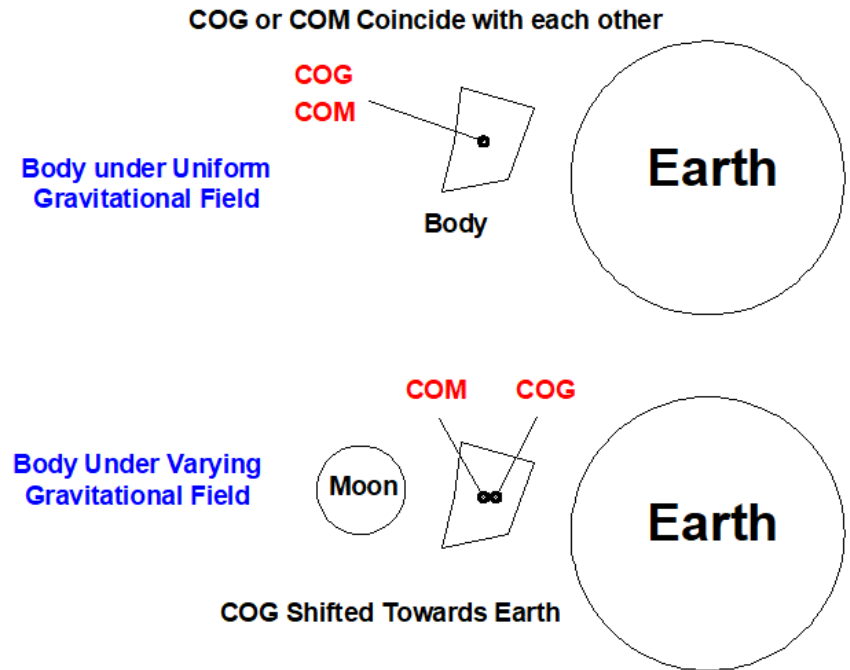 COG or COM Coincide with each other
COG
COM
Body under Uniform
Gravitational Field
Earth
Body
COM
COG
Body Under Varying
Gravitational Field
Moon
Earth
COG Shifted Towards Earth